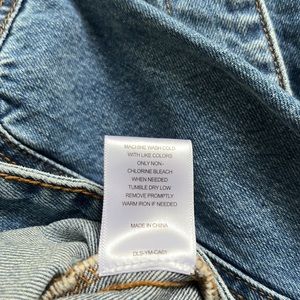 MACHINE WASH COLD
WITH LIKE COLORS
ONLY NON-
CHLORINE BLEACH
WHEN NEEDED
TUMBLE DRY LOW
REMOVE PROMPTLY
WARM IRON IF NEEDED
MADE IN CHINA